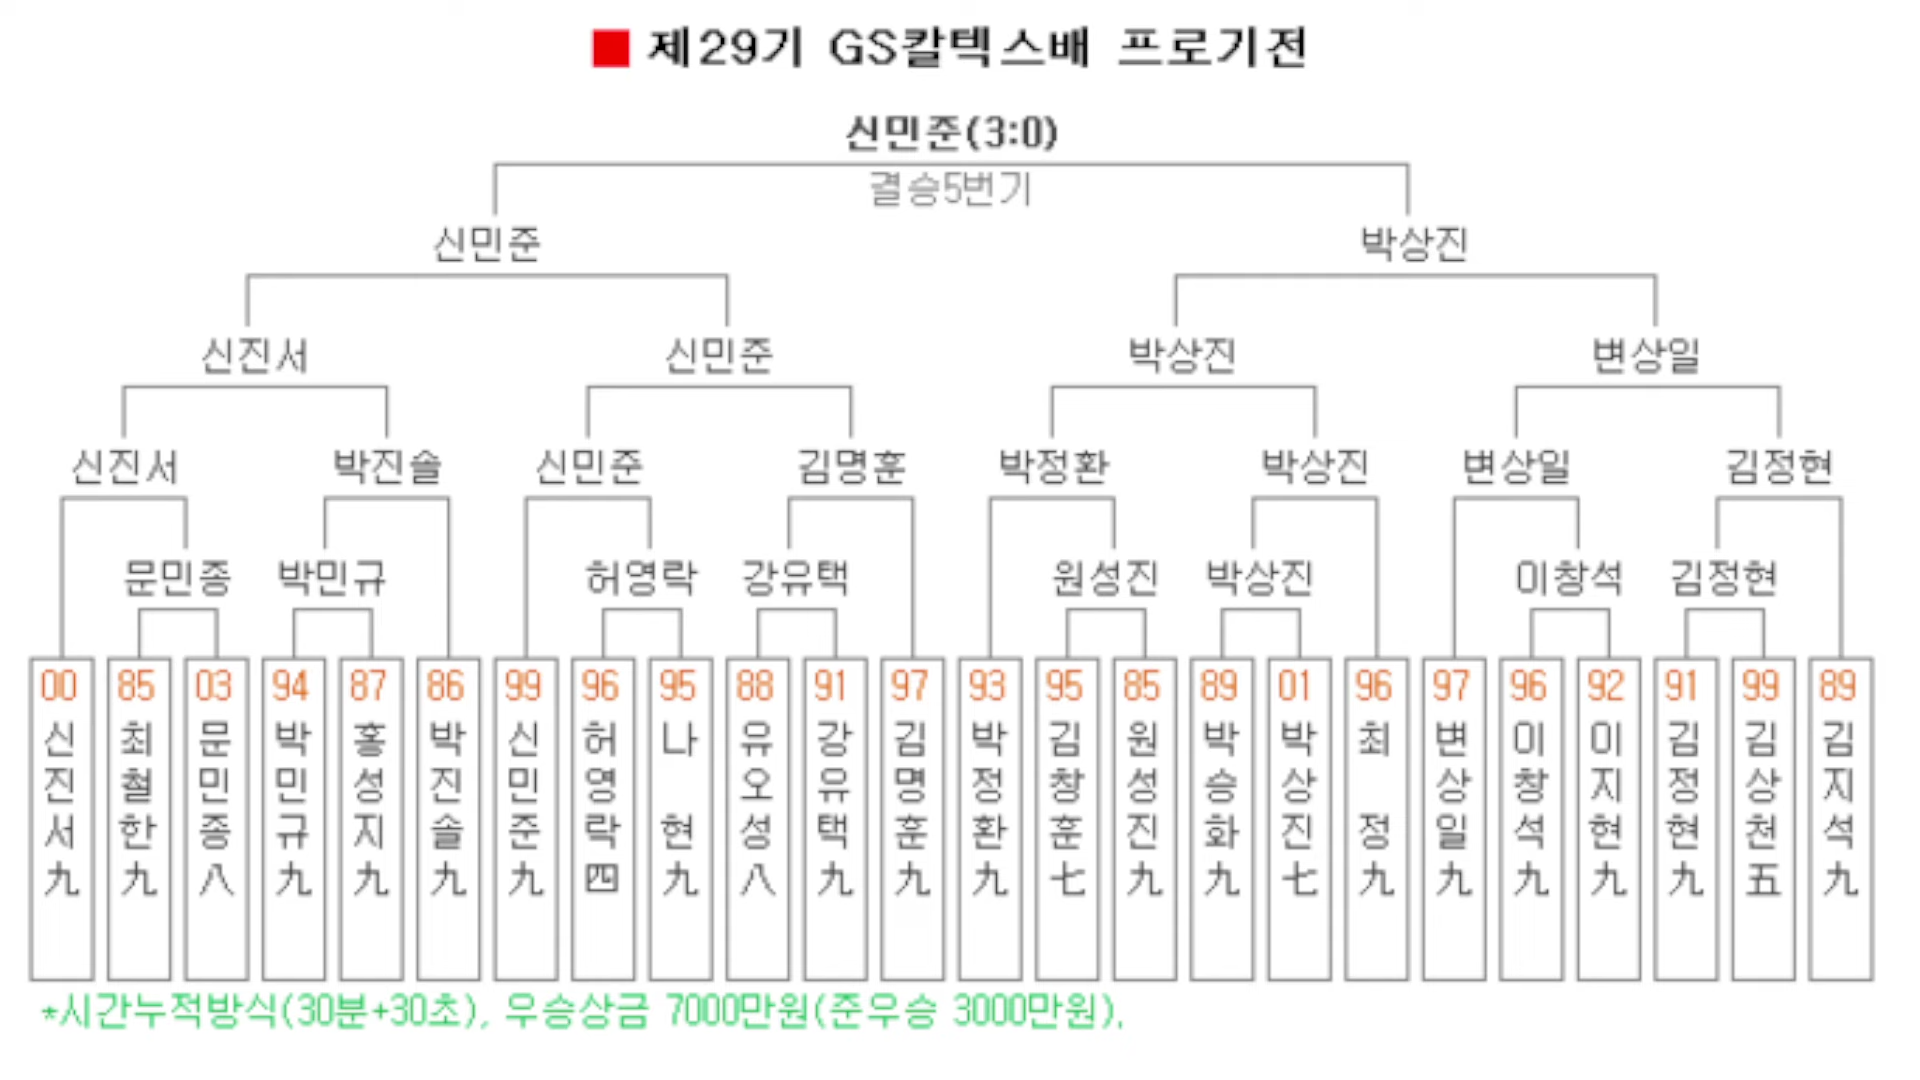 ■ 제29기 GS칼텍스배 프로기전
신민준(3:0)
결승5번기
신민준 박상진
신진서 신민준 박상진 변상일
신진서 박진솔 신민준 김명훈 박정환 박상진 변상일 김정현
문민종 박민규 허영락 강유택 원성진 박상진 이창석 김정현
00 신진서九
85 최철한九
03 문민종八
94 박민규九
87 홍성지九
86 박진솔九
99 신민준九
96 허영락四
95 나 현九
88 유오성八
91 강유택九
97 김명훈九
93 박정환九
95 김창훈七
85 원성진九
89 박승화九
01 박상진七
96 최 정九
97 변상일九
96 이창석九
92 이지현九
91 김정현九
99 김상천五
89 김지석九
*시간누적방식(30분+30초), 우승상금 7000만원(준우승 3000만원).